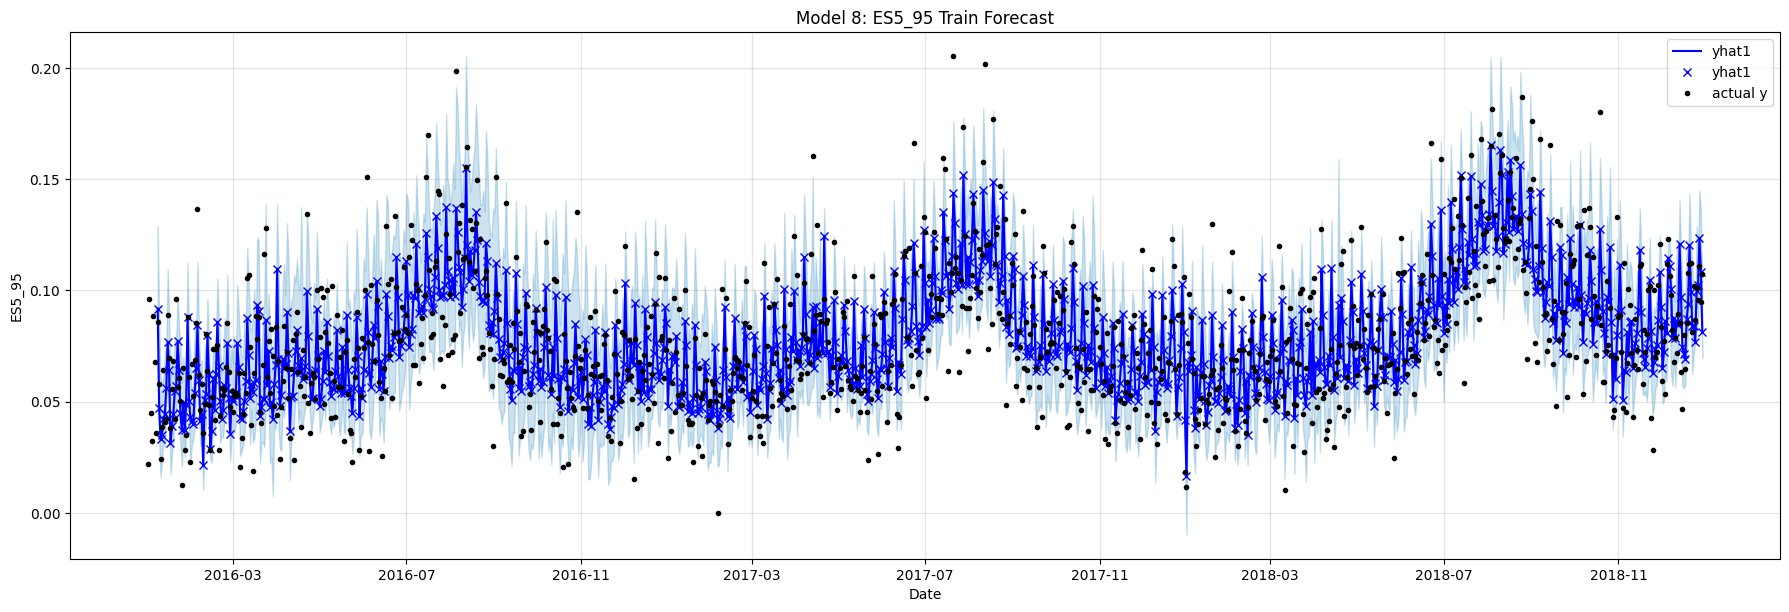 Model 8: ES5_95 Train Forecast
yhat1
yhat1
actual y
0.20
0.15
0.10
0.05
0.00
ES5_95
2016-03
2016-07
2016-11
2017-03
2017-07
2017-11
2018-03
2018-07
2018-11
Date